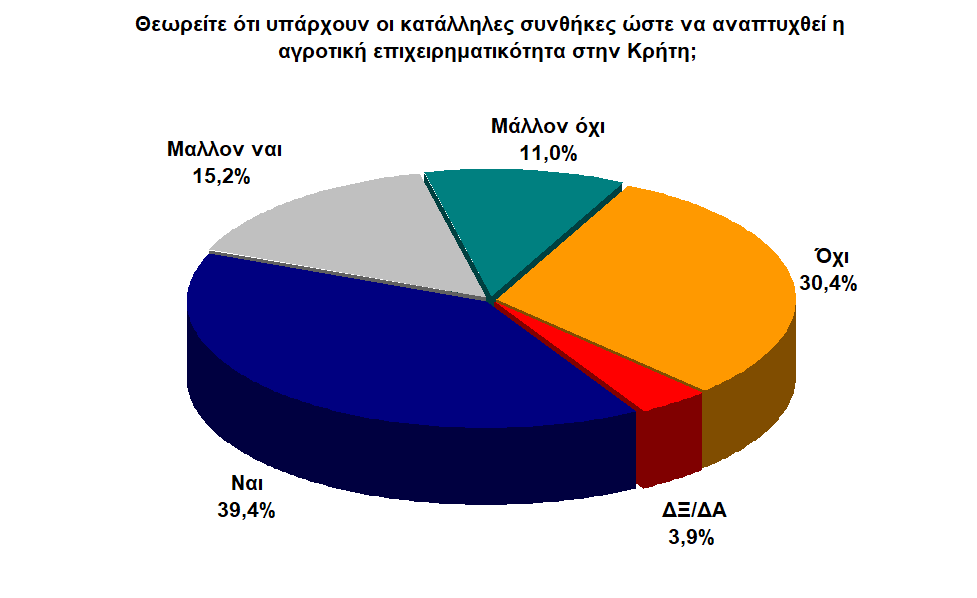 Θεωρείτε ότι υπάρχουν οι κατάλληλες συνθήκες ώστε να αναπτυχθεί η
αγροτική επιχειρηματικότητα στην Κρήτη;
Μάλλον όχι
11,0%
Μαλλον ναι
15,2%
Όχι
30,4%
Ναι
39,4%
ΔΞ/ΔΑ
3,9%